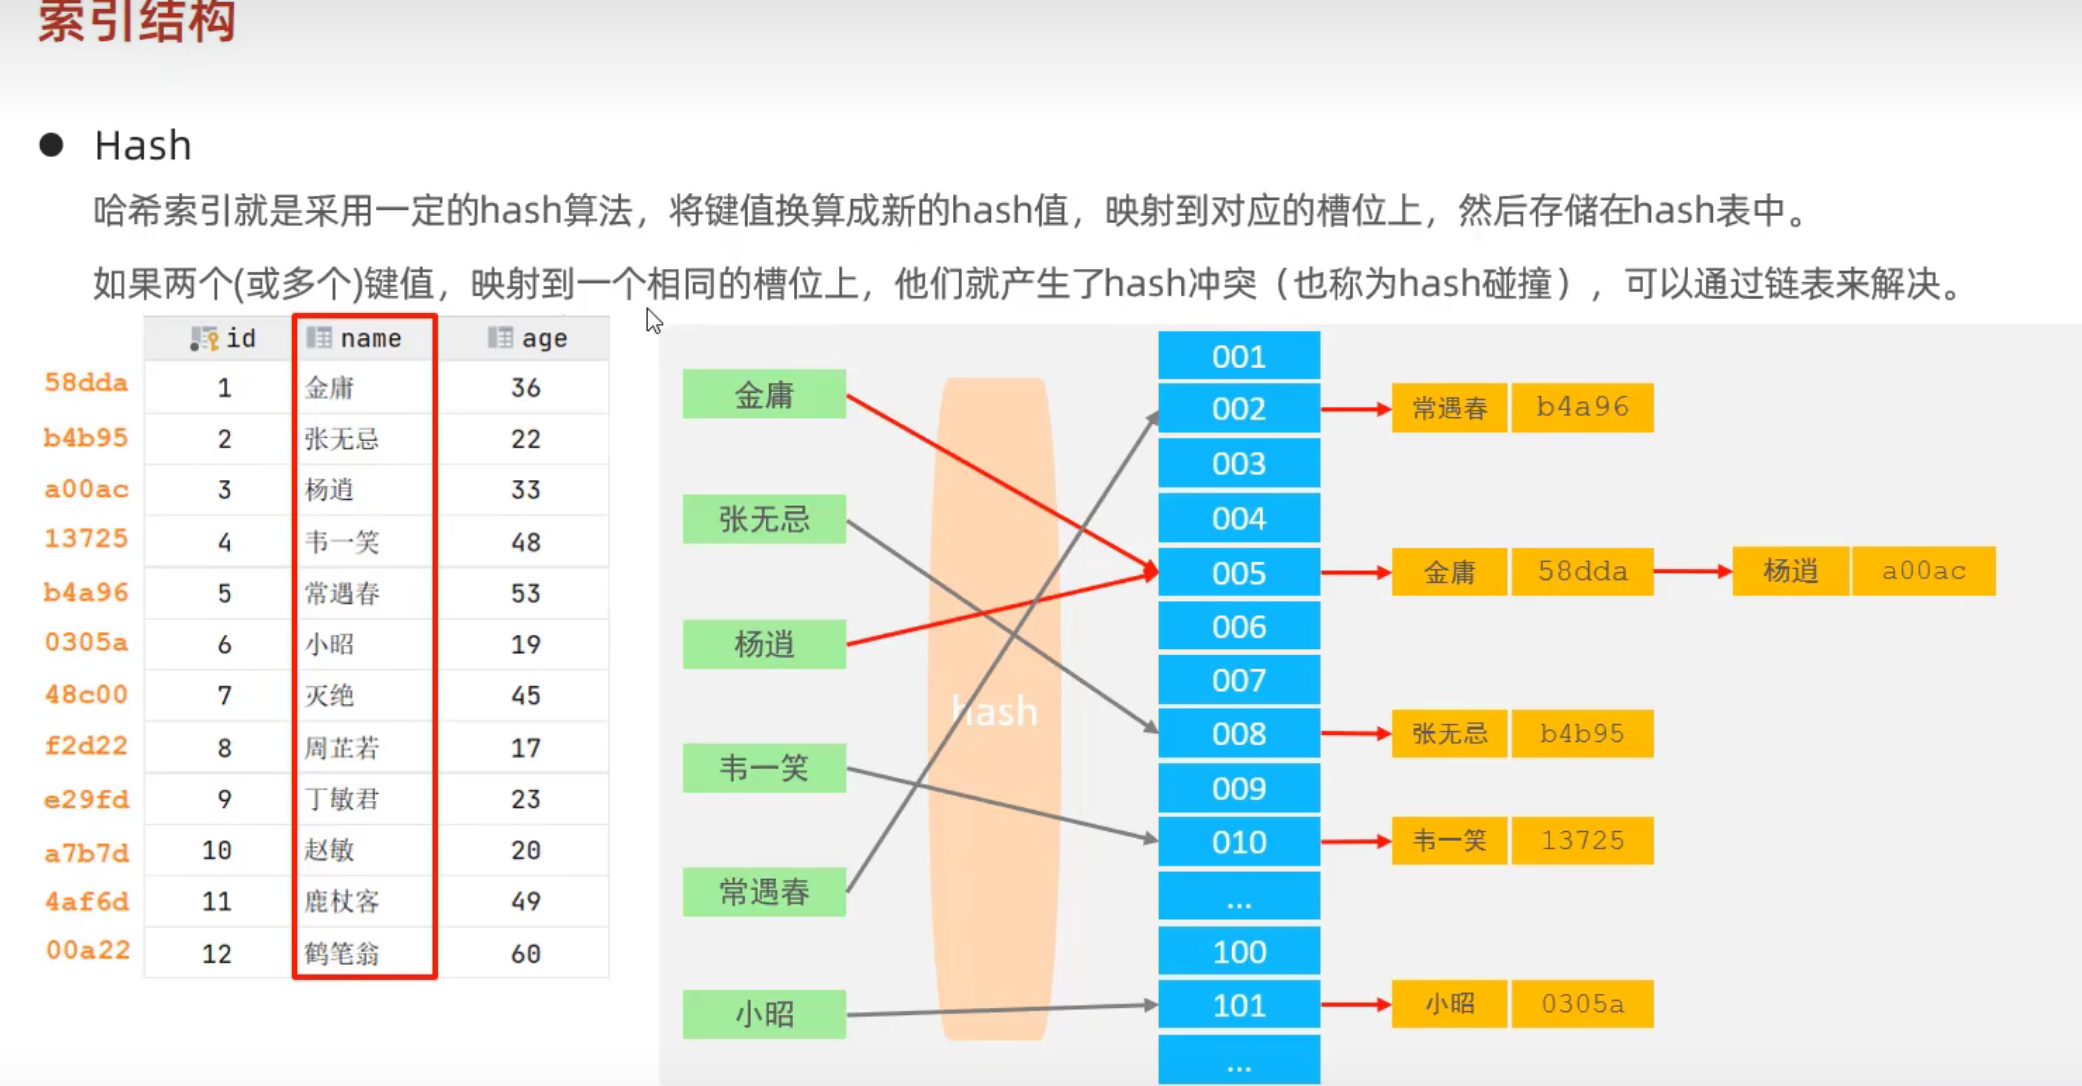 索引结构
Hash
哈希索引就是采用一定的hash算法，将键值换算成新的hash值，映射到对应的槽位上，然后存储在hash表中。
如果两个(或多个)键值，映射到一个相同的槽位上，他们就产生了hash冲突（也称为hash碰撞），可以通过链表来解决。
id name age
58dda 1 金庸 36
b4b95 2 张无忌 22
a00ac 3 杨逍 33
13725 4 韦一笑 48
b4a96 5 常遇春 53
0305a 6 小昭 19
48c00 7 灭绝 45
f2d22 8 周芷若 17
e29fd 9 丁敏君 23
a7b7d 10 赵敏 20
4af6d 11 鹿杖客 49
00a22 12 鹤笔翁 60
金庸
张无忌
杨逍
韦一笑
常遇春
小昭
hash
001
002 常遇春 b4a96
003
004
005 金庸 58dda 杨逍 a00ac
006
007
008 张无忌 b4b95
009
010 韦一笑 13725
...
100
101 小昭 0305a
...